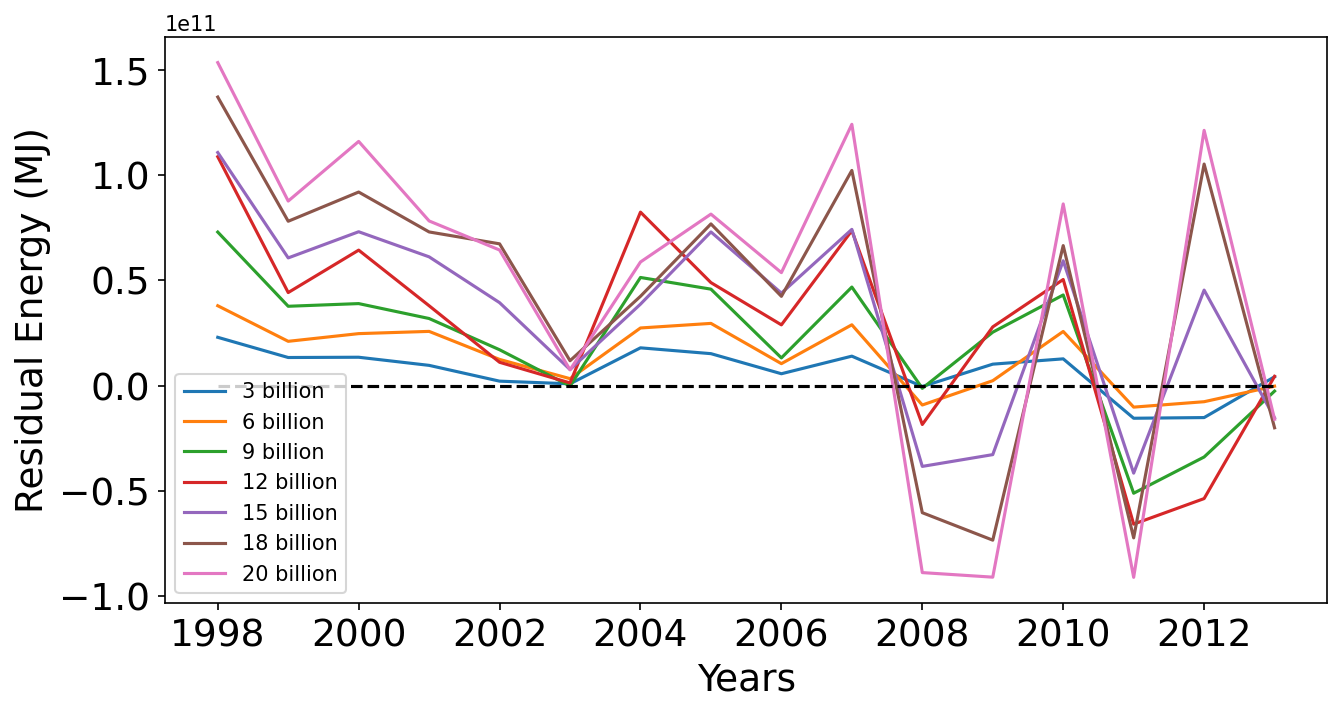 1e11
1.5
1.0
0.5
0.0
−0.5
−1.0
Residual Energy (MJ)
3 billion
6 billion
9 billion
12 billion
15 billion
18 billion
20 billion
1998 2000 2002 2004 2006 2008 2010 2012
Years